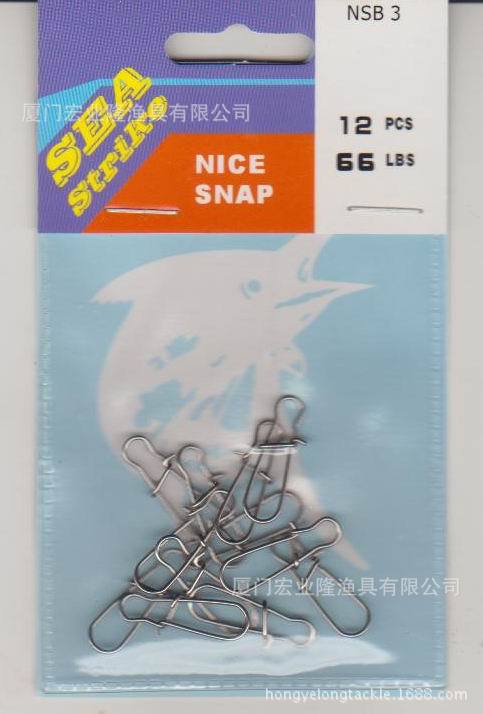 NSB 3
厦门宏业隆渔具有限公司
SEA
Strike
12 PCS
66 LBS
NICE
SNAP
厦门宏业隆渔具有限公司
hongyelongtackle.1688.com